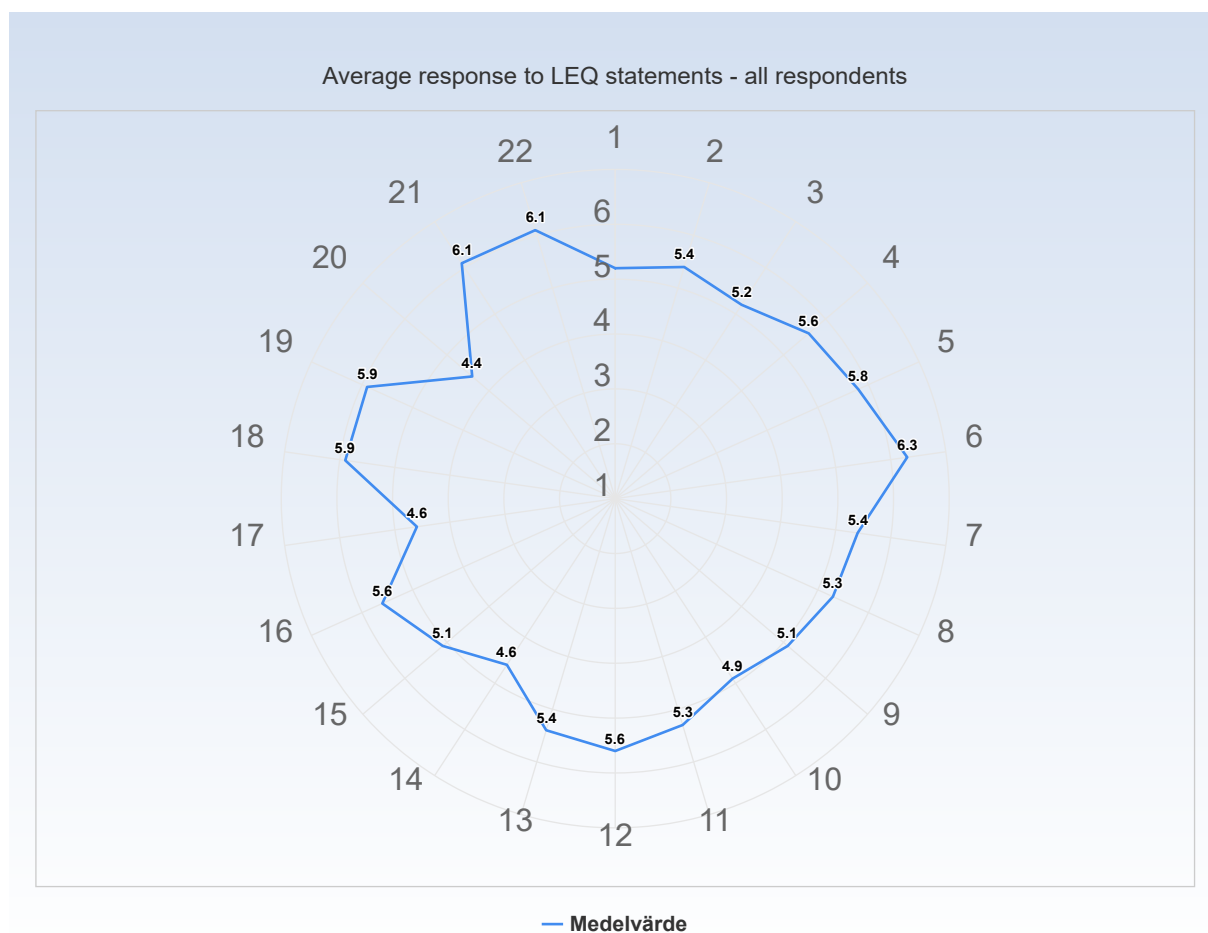 Average response to LEQ statements - all respondents
1
22 2
21 3
6.1 6
6.1 5.4
20 5 4
5.2
4 5.6
19 5
4.4
5.9 3 5.8
2
18 5.9 6.3 6
1
4.6 5.4
17 7
5.6 5.3
16 5.1 5.1 8
4.6 4.9
15 5.4 5.3 9
5.6
14 10
13 11
12
Medelvärde